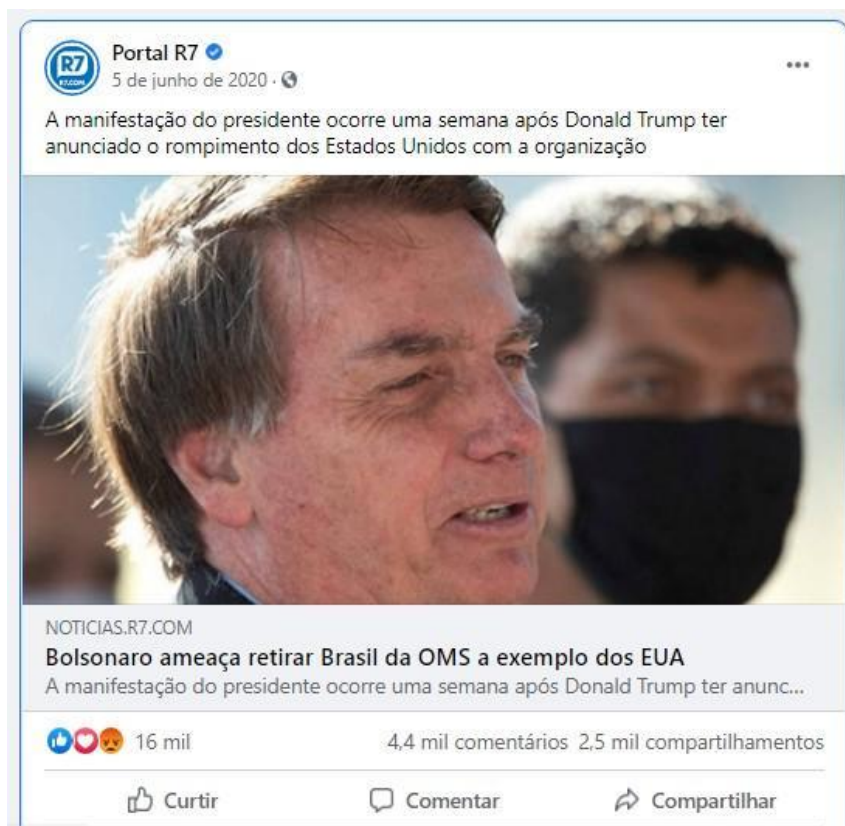 R7
R7.COM
Portal R7
5 de junho de 2020 ·
A manifestação do presidente ocorre uma semana após Donald Trump ter
anunciado o rompimento dos Estados Unidos com a organização
NOTICIAS.R7.COM
Bolsonaro ameaça retirar Brasil da OMS a exemplo dos EUA
A manifestação do presidente ocorre uma semana após Donald Trump ter anunc...
16 mil 4,4 mil comentários 2,5 mil compartilhamentos
Curtir Comentar Compartilhar